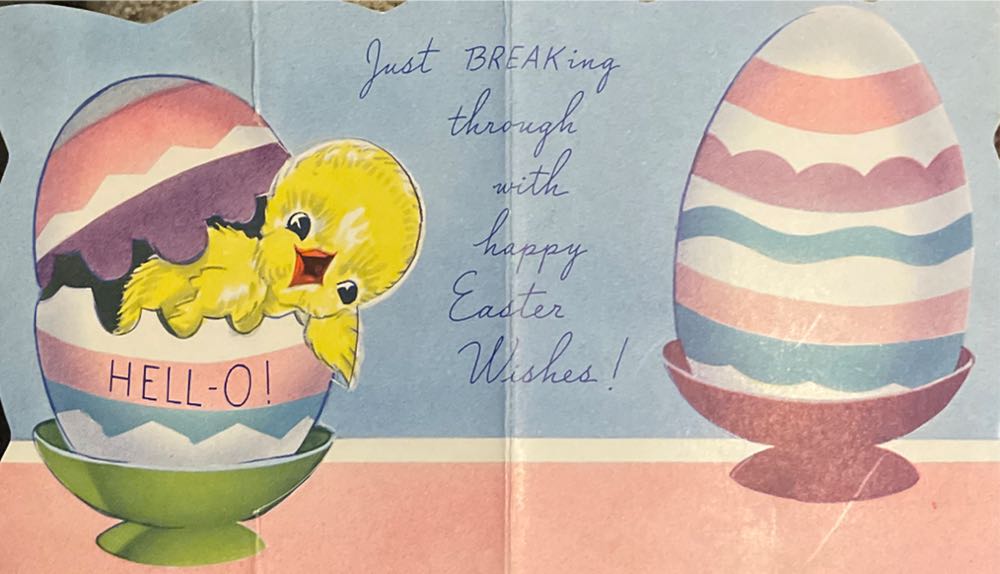 Just BREAKing
through
with
happy
Easter
Wishes!
HELL-O!